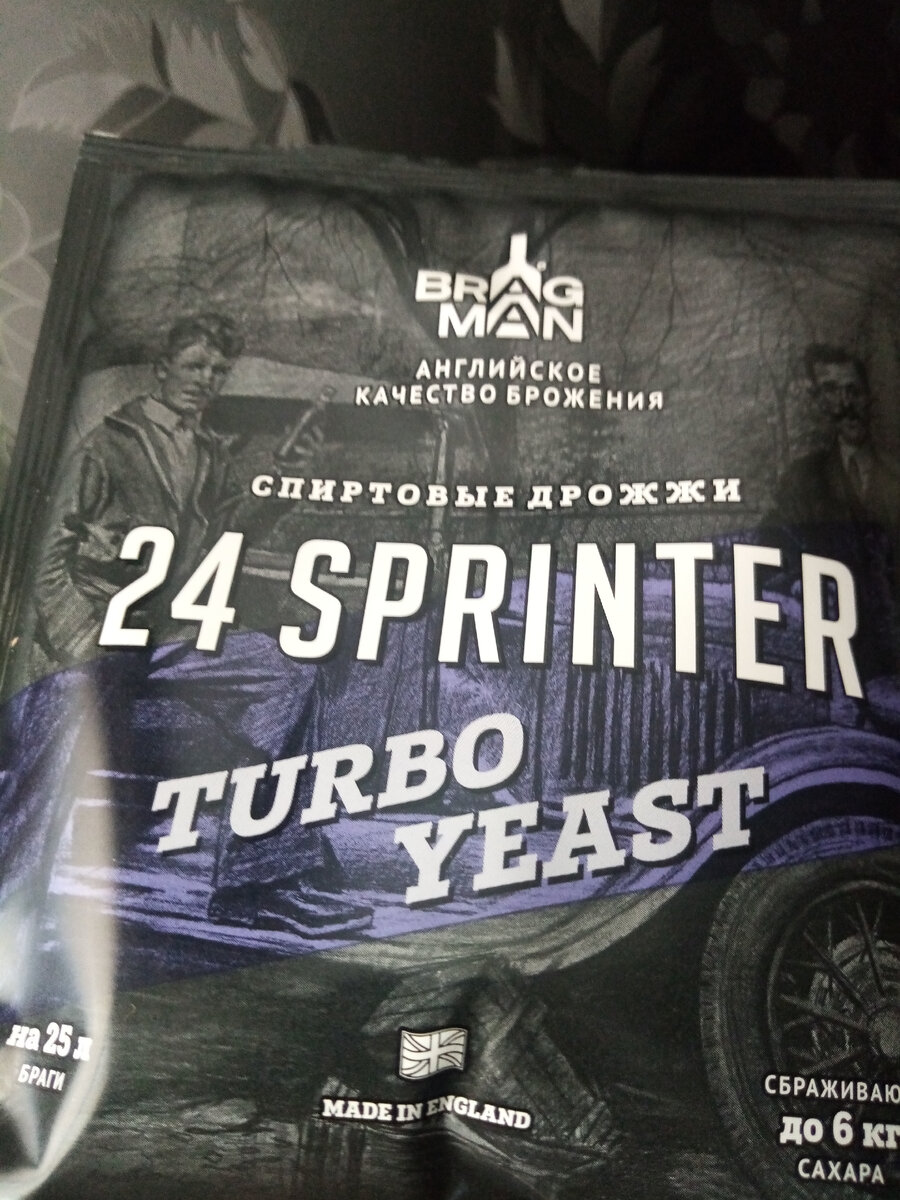 BRAG
MAN
АНГЛИЙСКОЕ
КАЧЕСТВО БРОЖЕНИЯ
СПИРТОВЫЕ ДРОЖЖИ
24 SPRINTER
TURBO
YEAST
на 25 л
БРАГИ
MADE IN ENGLAND
СБРАЖИВАЮ
до 6 кг
САХАРА